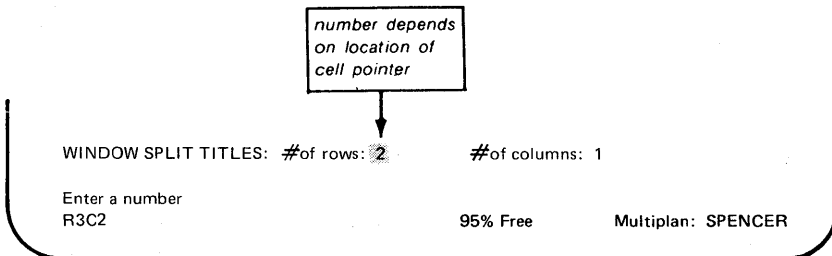 number depends
on location of
cell pointer
WINDOW SPLIT TITLES: #of rows: 2 #of columns: 1
Enter a number
R3C2 95% Free Multiplan: SPENCER